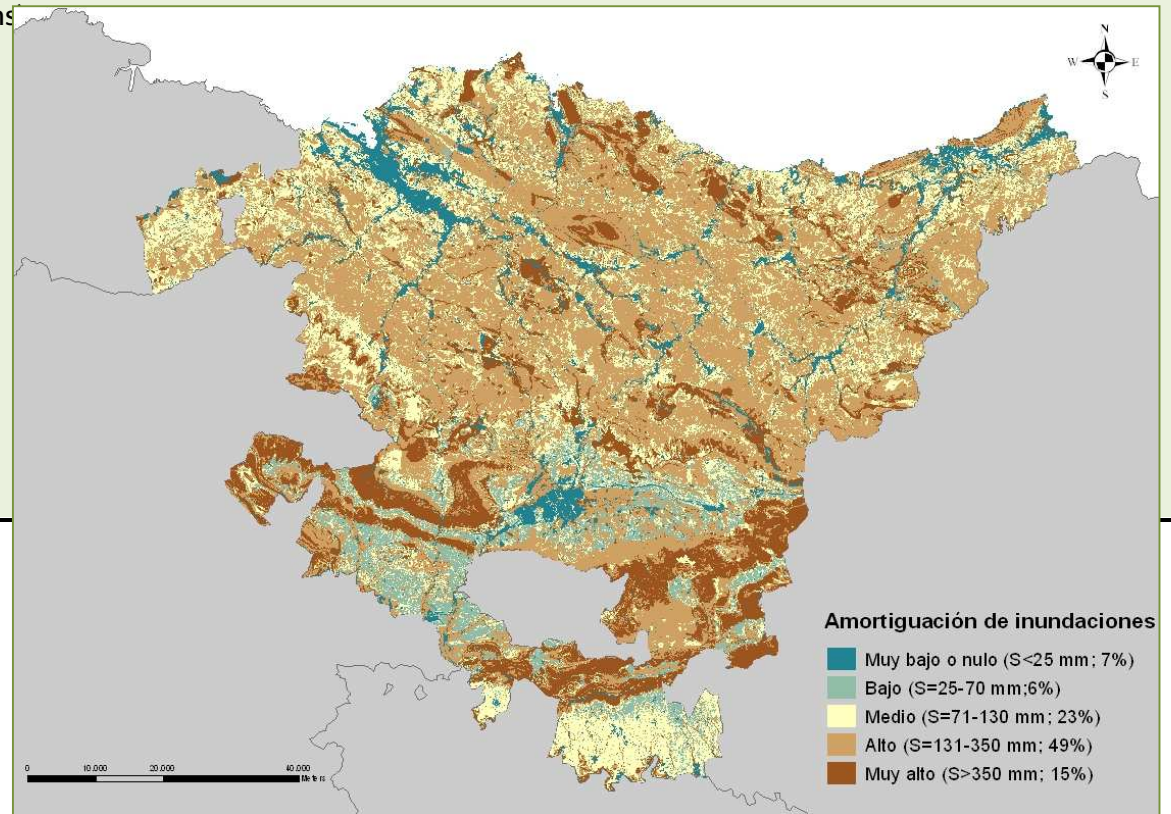 N
W E
S
Amortiguación de inundaciones
Muy bajo o nulo (S<25 mm; 7%)
Bajo (S=25-70 mm;6%)
Medio (S=71-130 mm; 23%)
Alto (S=131-350 mm; 49%)
Muy alto (S>350 mm; 15%)
0 10.000 20.000 40.000
Meters